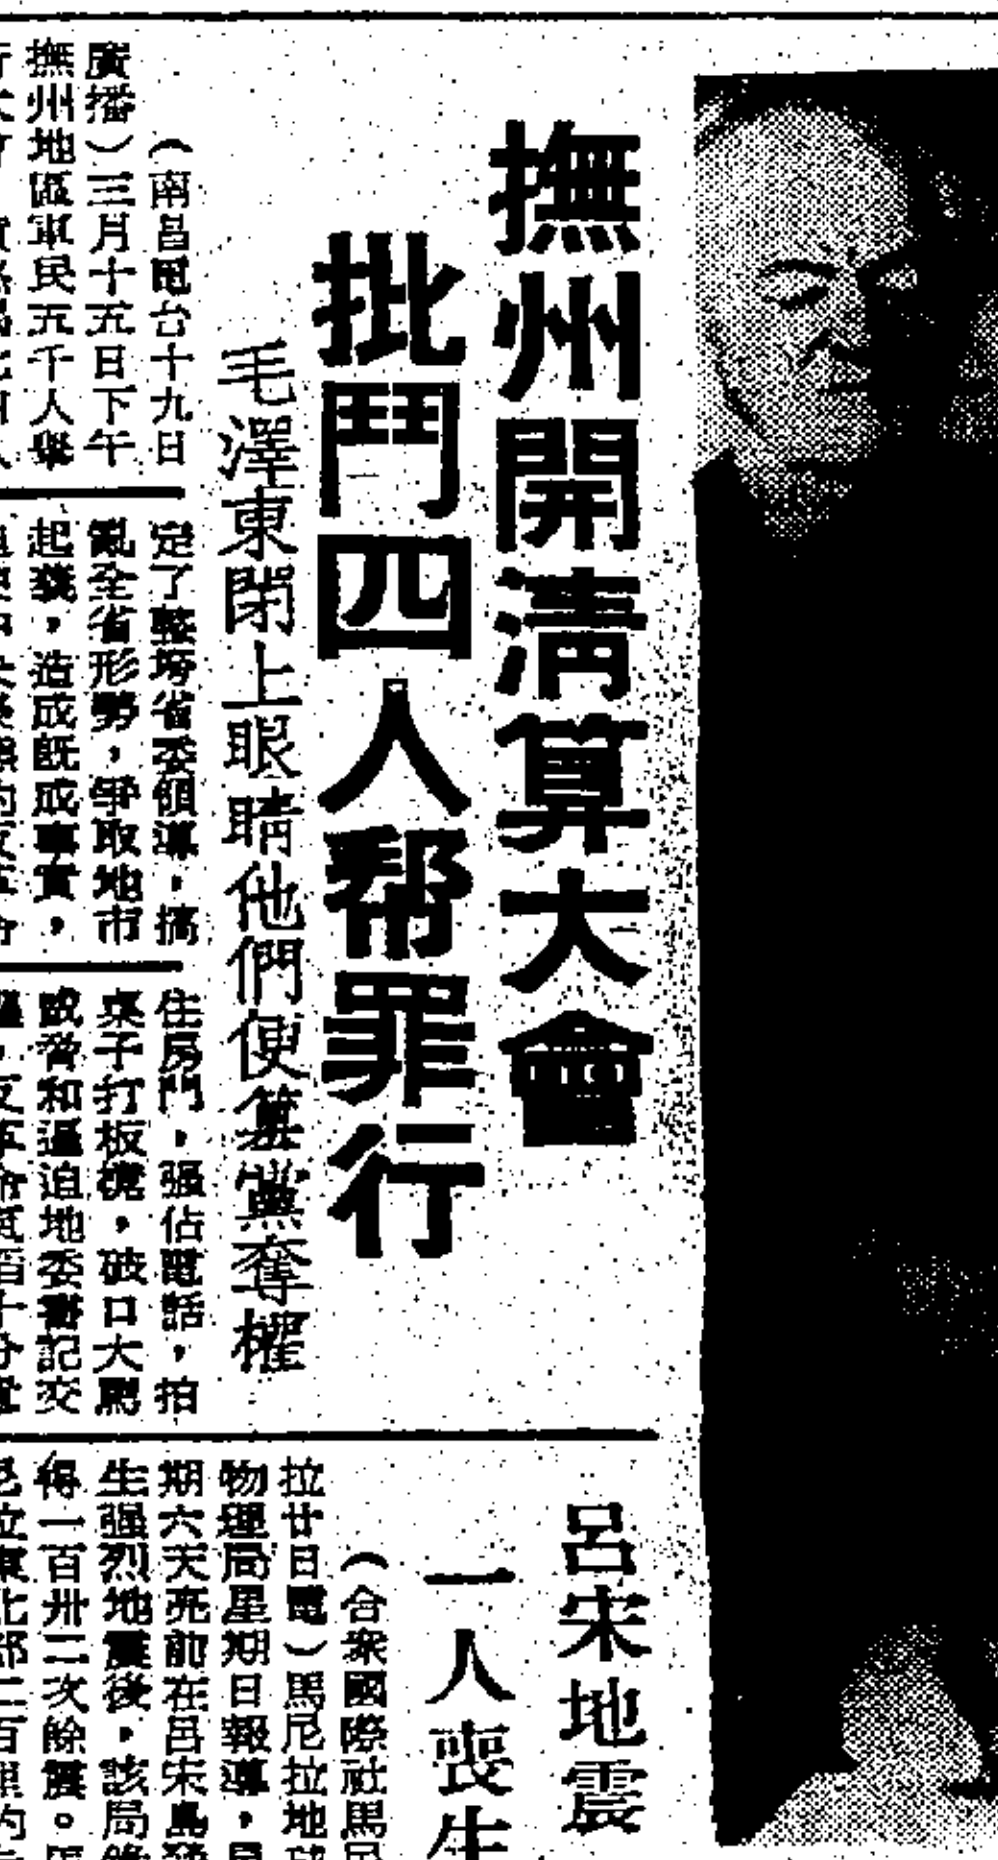 撫州開清算大會
批鬥四人幫罪行
毛澤東閉上眼睛他們便篡黨奪權
（南昌電台十九日
廣播）三月十五日下午
撫州地區軍民五千人舉
定了整垮省委領導，搞
亂全省形勢，爭取地市
起義，造成既成事實，
住房門，强佔電話，拍
桌子打板櫈，破口大駡
威脅和逼迫地委書記交
呂宋地震
一人喪生
（合衆國際社馬尼
拉廿日電）馬尼拉地球
物理局星期日報導，星
期六天亮前在呂宋島發
生强烈地震後，該局錄
得一百卅二次餘震。